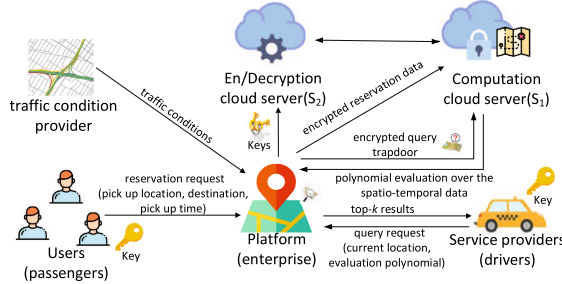 En/Decryption
cloud server(S2)
Computation
cloud server(S1)
traffic condition
provider
traffic conditions
encrypted reservation data
Keys
encrypted query
trapdoor
reservation request
(pick up location, destination,
pick up time)
polynomial evaluation over the
spatio-temporal data
Key
top-k results
Users
(passengers)
Key
Platform
(enterprise)
query request
(current location,
evaluation polynomial)
Service providers
(drivers)